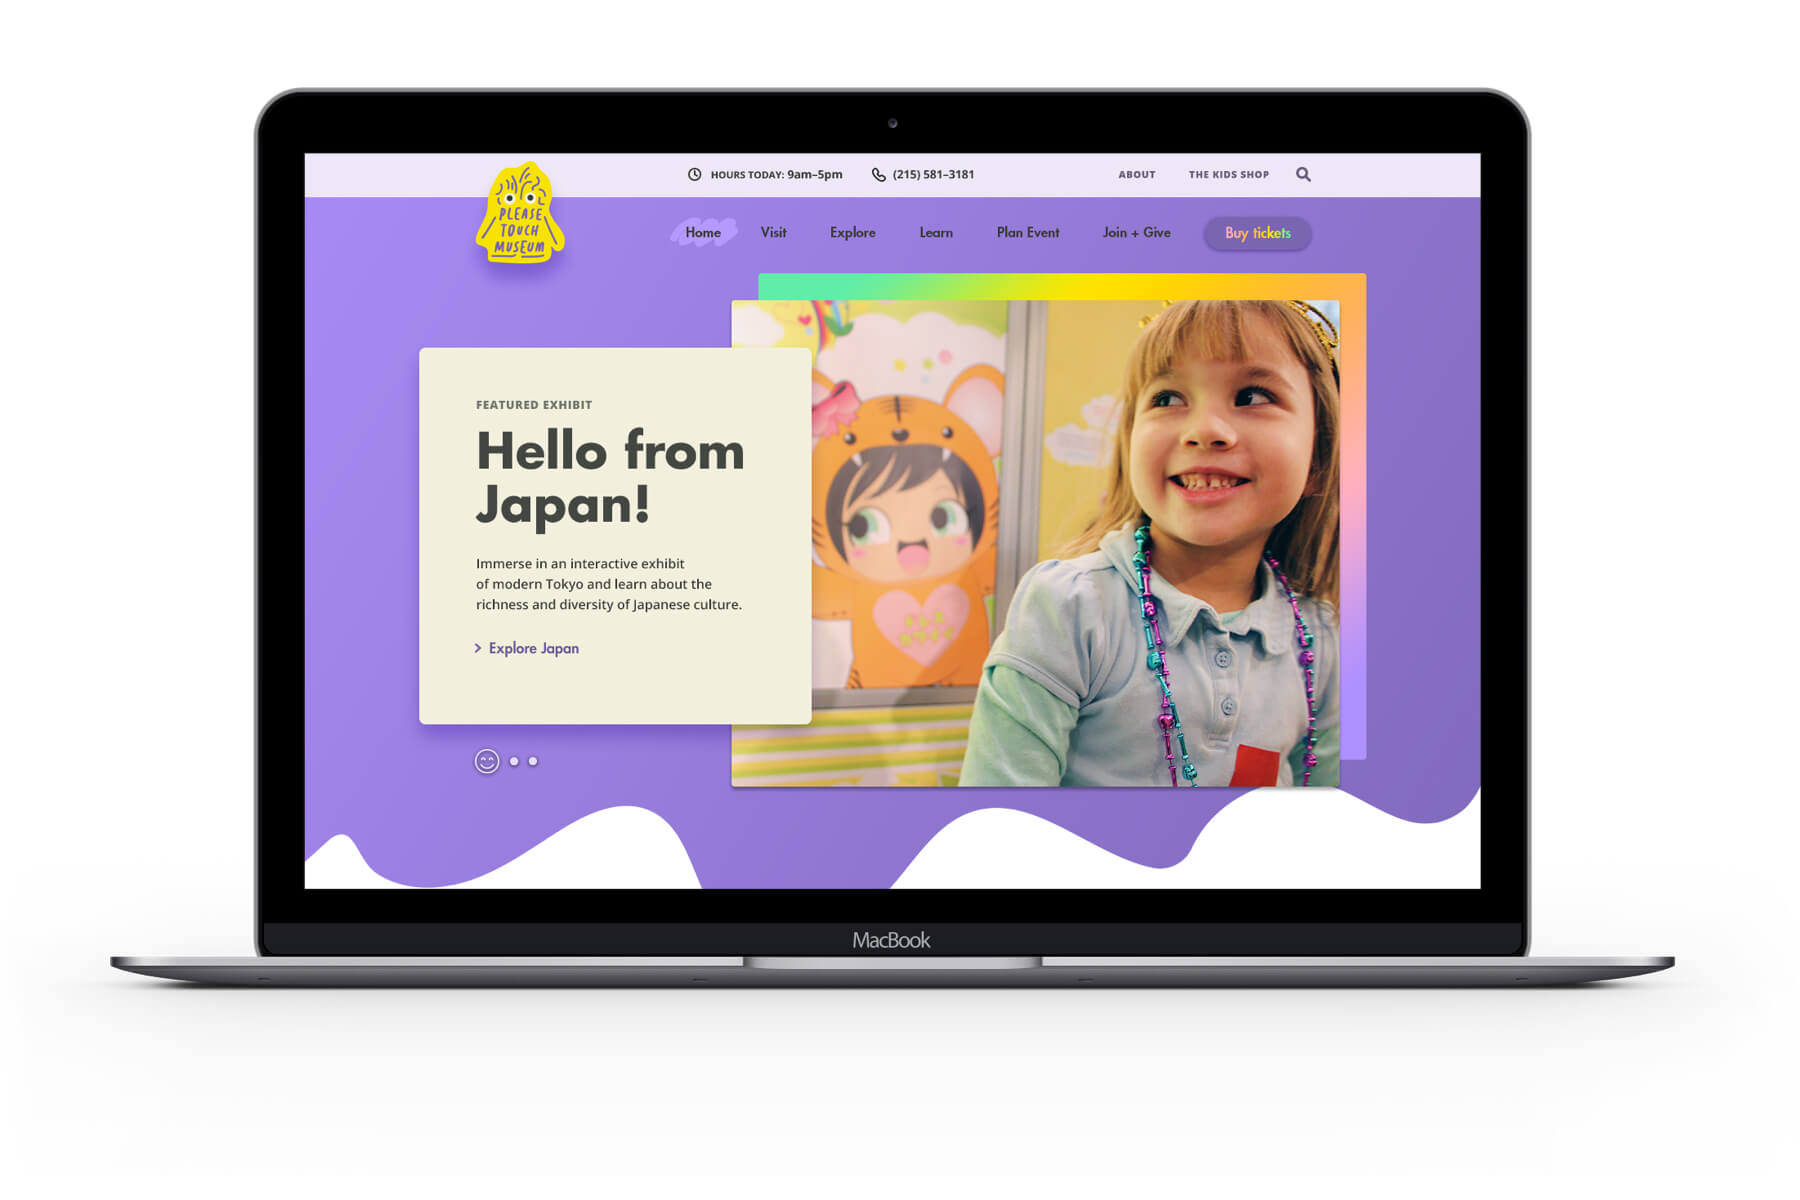 PLEASE
TOUCH
MUSEUM
HOURS TODAY: 9am–5pm
(215) 581–3181
ABOUT
THE KIDS SHOP
Home
Visit
Explore
Learn
Plan Event
Join + Give
Buy tickets
FEATURED EXHIBIT
Hello from
Japan!
Immerse in an interactive exhibit
of modern Tokyo and learn about the
richness and diversity of Japanese culture.
Explore Japan
MacBook